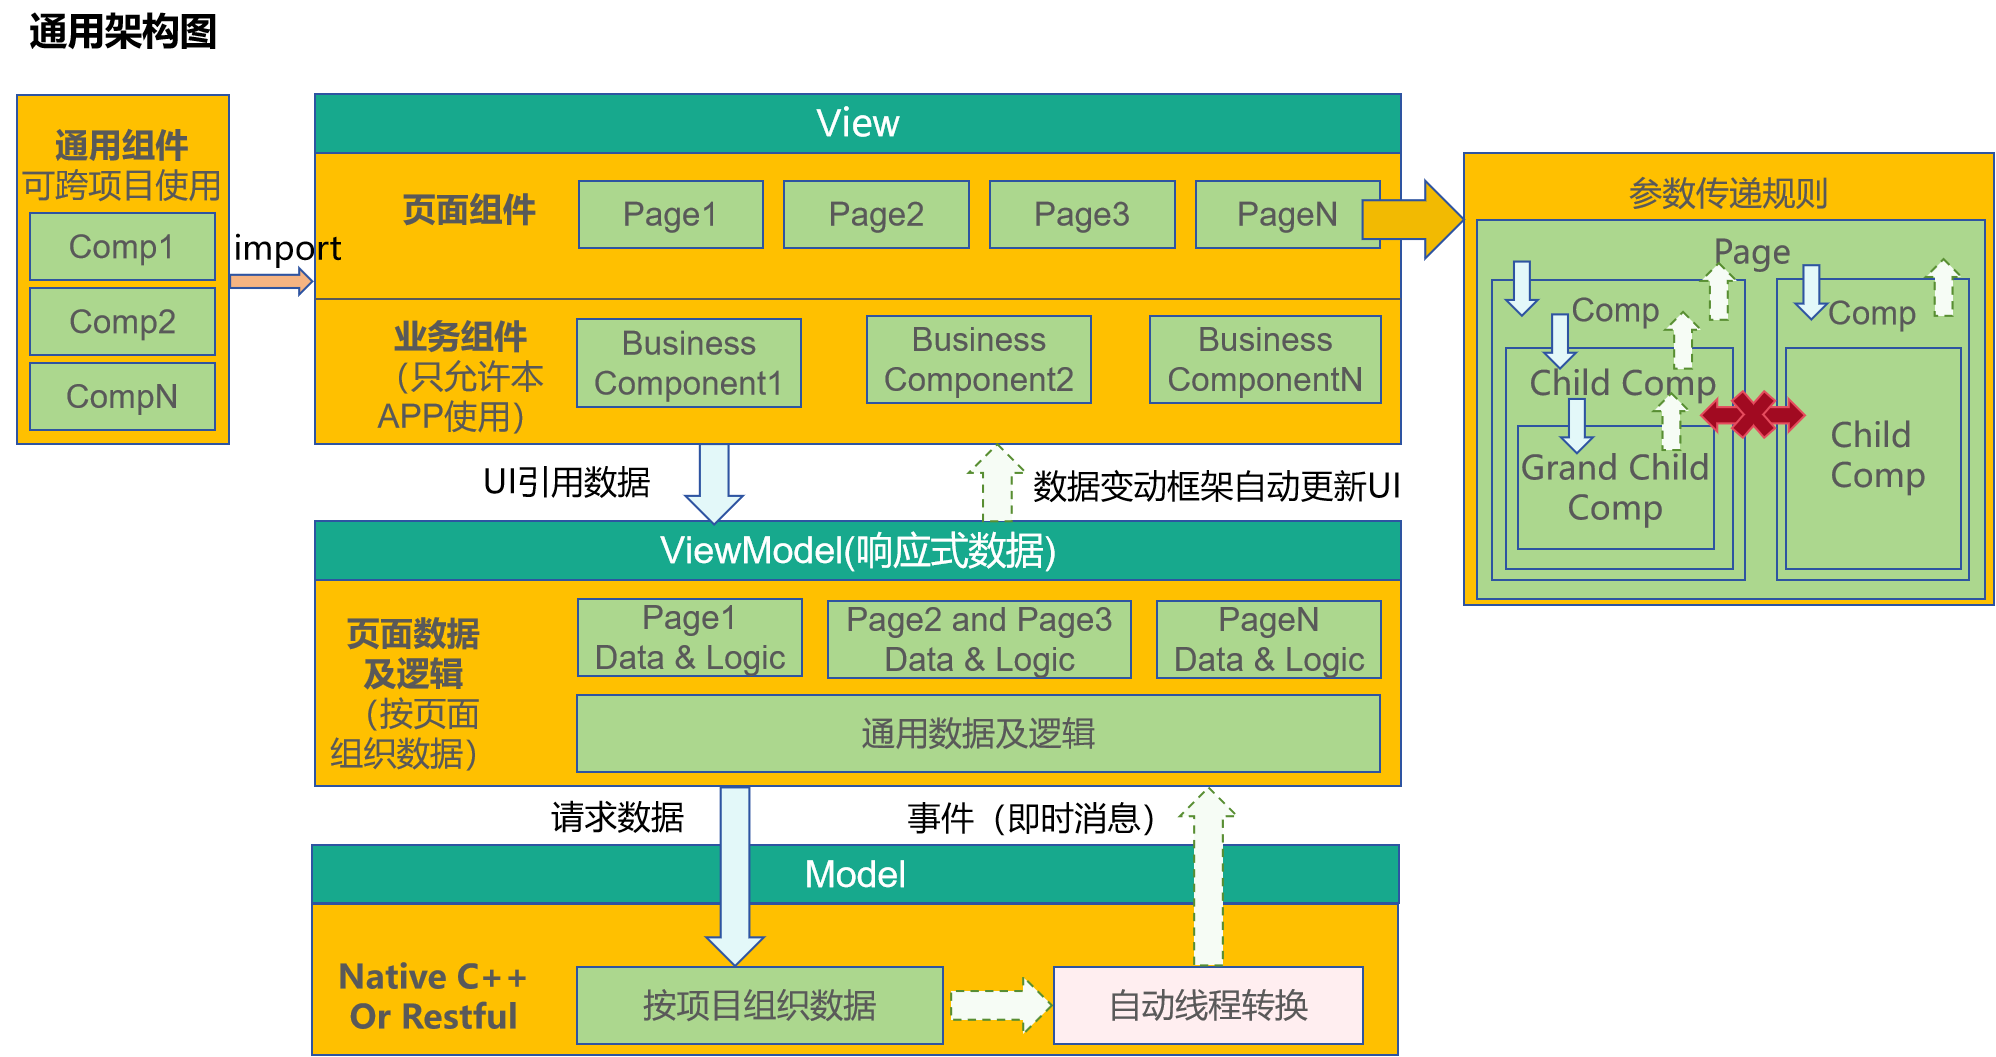 通用架构图
通用组件
可跨项目使用
Comp1
Comp2
CompN
import
View
页面组件
Page1
Page2
Page3
PageN
业务组件
（只允许本
APP使用）
Business
Component1
Business
Component2
Business
ComponentN
UI引用数据
数据变动框架自动更新UI
ViewModel(响应式数据)
页面数据
及逻辑
（按页面
组织数据）
Page1
Data & Logic
Page2 and Page3
Data & Logic
PageN
Data & Logic
通用数据及逻辑
请求数据
事件（即时消息）
Model
Native C++
Or Restful
按项目组织数据
自动线程转换
参数传递规则
Page
Comp
Child Comp
Grand Child
Comp
Comp
Child
Comp